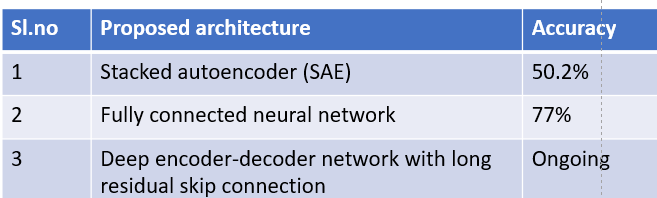 Sl.no Proposed architecture Accuracy
1 Stacked autoencoder (SAE) 50.2%
2 Fully connected neural network 77%
3 Deep encoder-decoder network with long Ongoing
residual skip connection